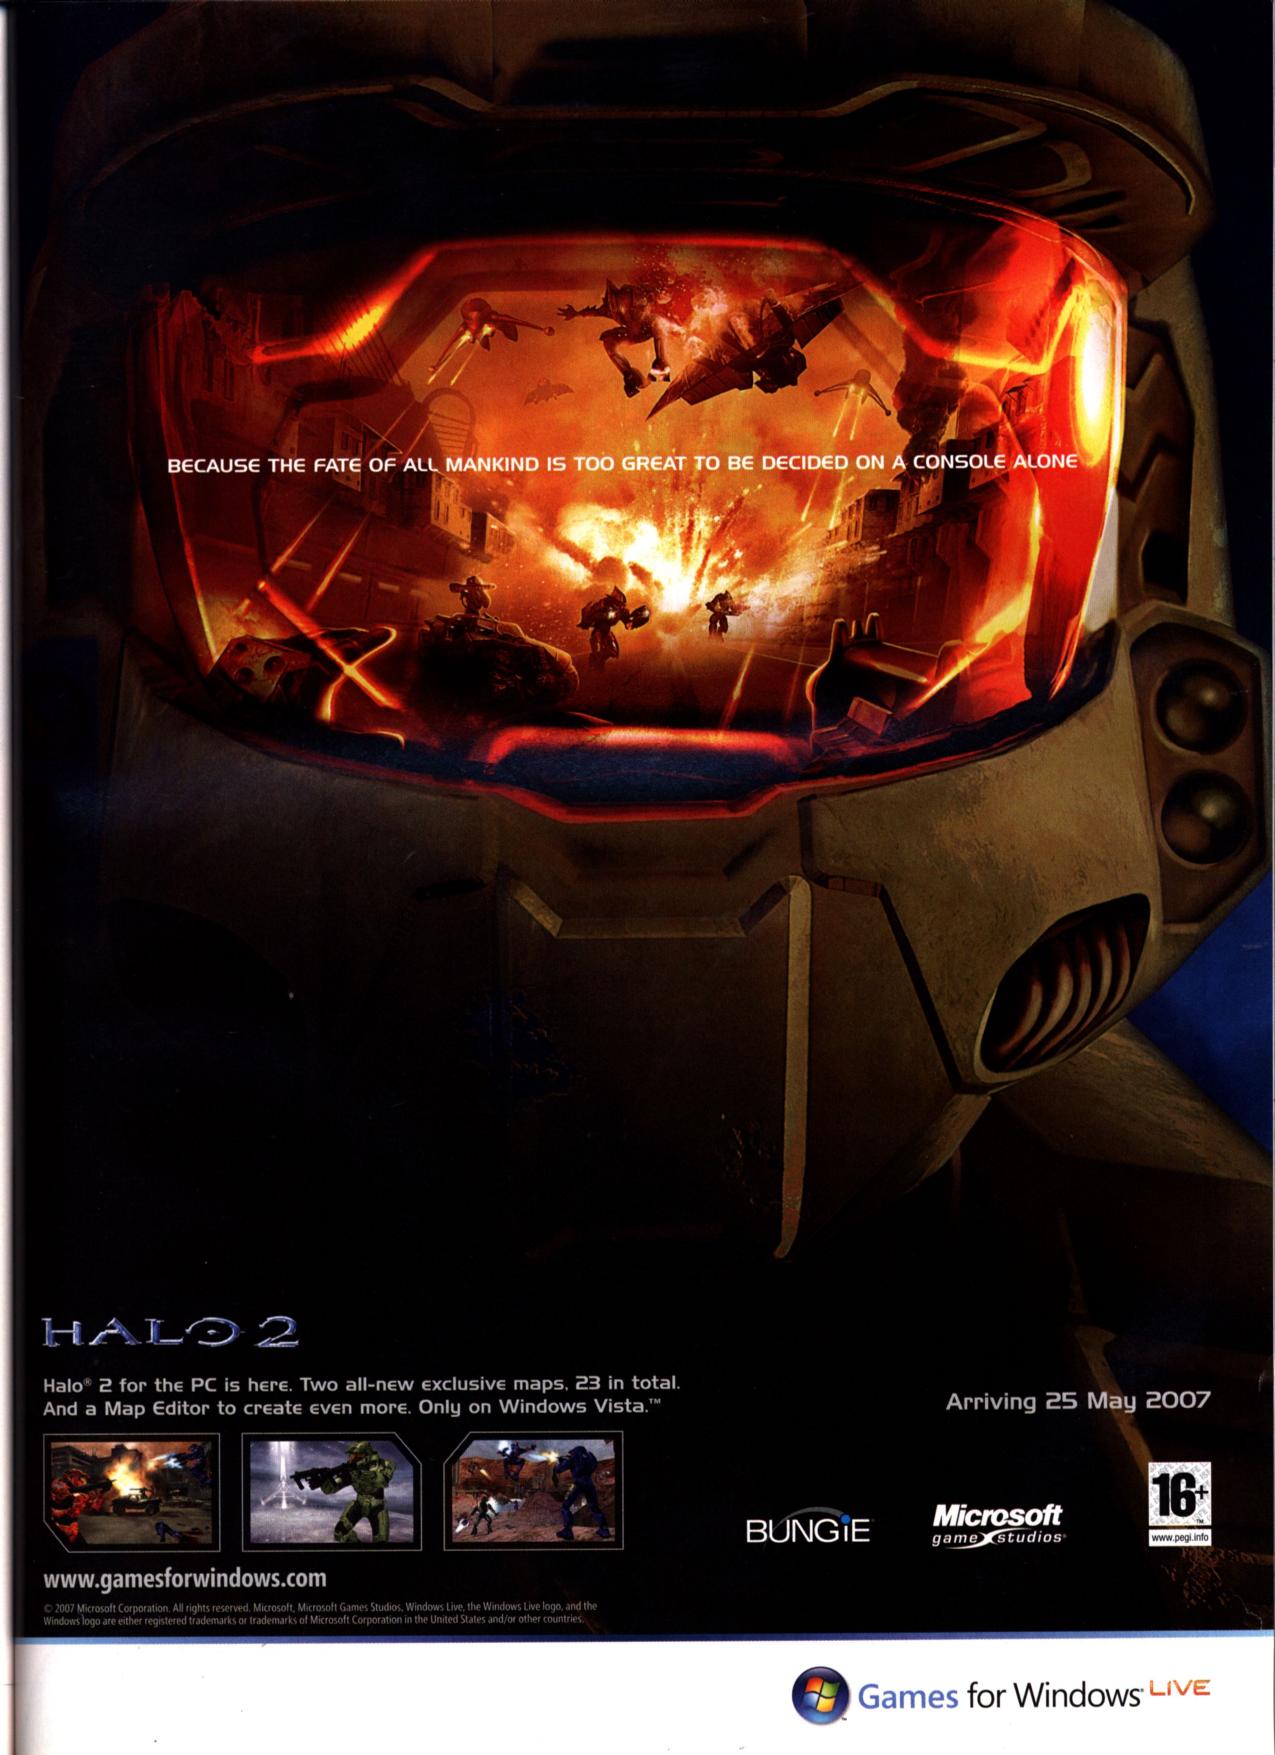 BECAUSE THE FATE OF ALL MANKIND IS TOO GREAT TO BE DECIDED ON A CONSOLE ALONE
HALO 2
Halo® 2 for the PC is here. Two all-new exclusive maps, 23 in total.
And a Map Editor to create even more. Only on Windows Vista.™
Arriving 25 May 2007
BUNGiE
Microsoft
game studios®
16+
™
www.pegi.info
www.gamesforwindows.com
© 2007 Microsoft Corporation. All rights reserved. Microsoft, Microsoft Games Studios, Windows Live, the Windows Live logo, and the
Windows logo are either registered trademarks or trademarks of Microsoft Corporation in the United States and/or other countries.
Games for Windows® LIVE